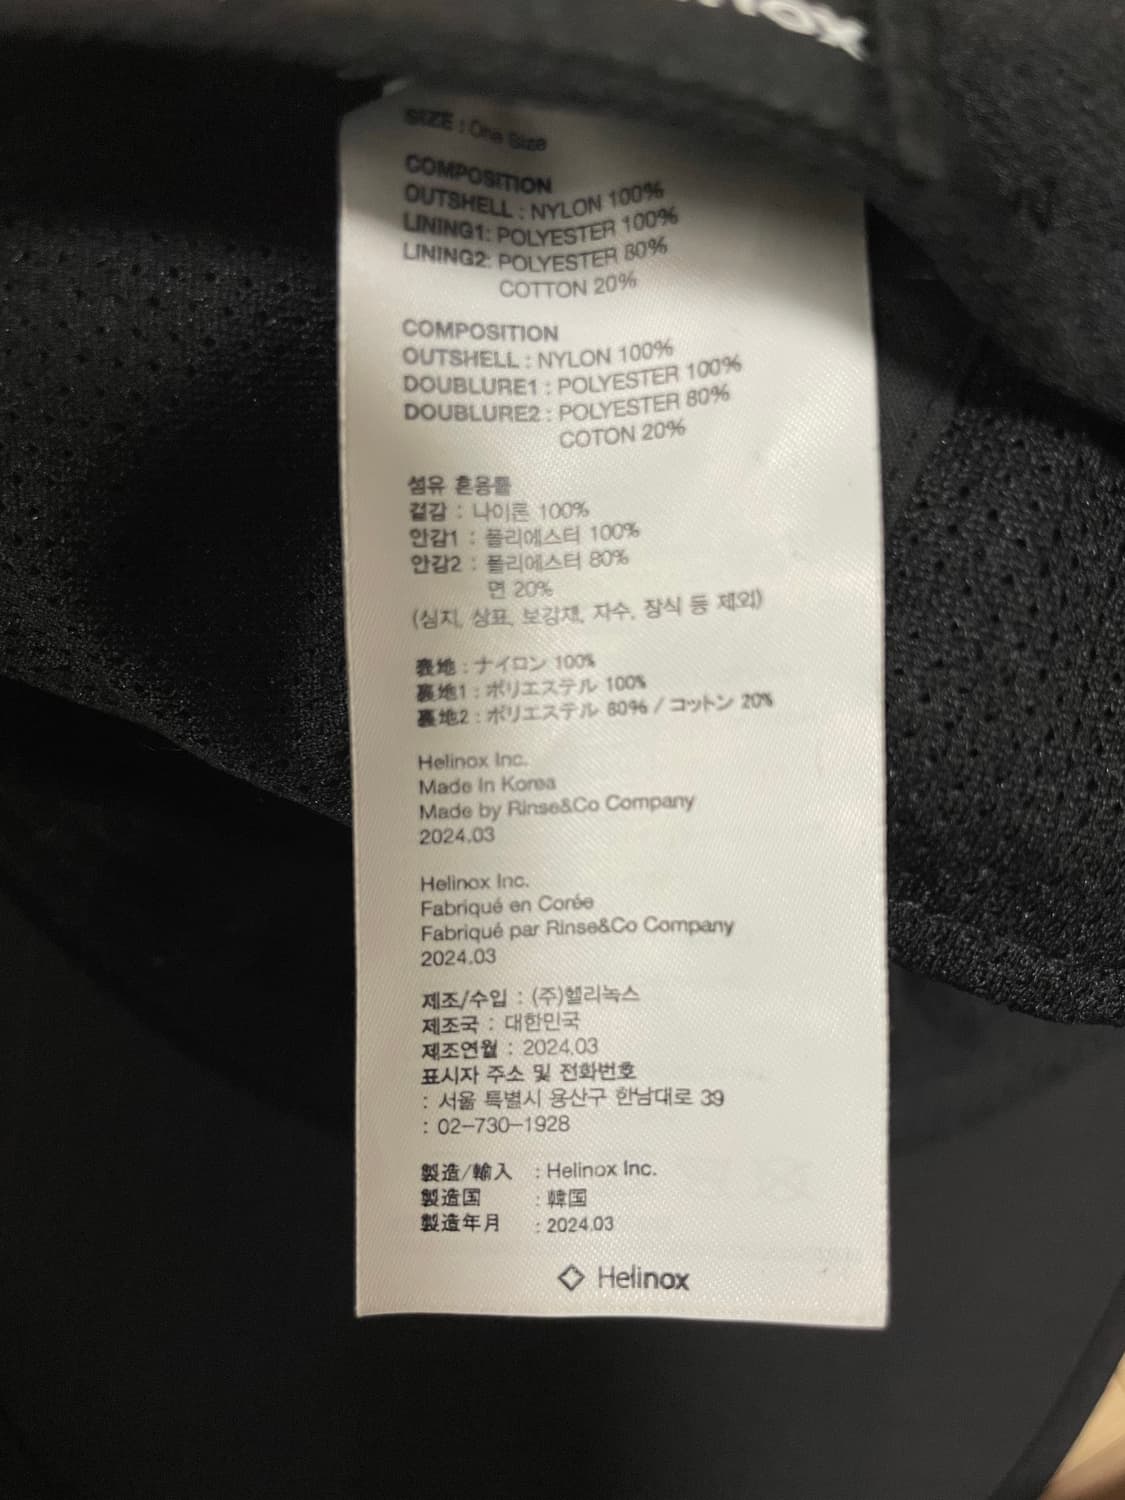 SIZE : One Size
COMPOSITION
OUTSHELL : NYLON 100%
LINING1: POLYESTER 100%
LINING2: POLYESTER 80%
COTTON 20%
COMPOSITION
OUTSHELL : NYLON 100%
DOUBLURE1 : POLYESTER 100%
DOUBLURE2 : POLYESTER 80%
COTON 20%
섬유 혼용률
겉감 : 나이론 100%
안감1 : 폴리에스터 100%
안감2 : 폴리에스터 80%
면 20%
(심지, 상표, 보강재, 자수, 장식 등 제외)
表地 : ナイロン 100%
裏地1 : ポリエステル 100%
裏地2 : ポリエステル 80% / コットン 20%
Helinox Inc.
Made In Korea
Made by Rinse&Co Company
2024.03
Helinox Inc.
Fabriqué en Corée
Fabriqué par Rinse&Co Company
2024.03
제조/수입 : (주)헬리녹스
제조국 : 대한민국
제조연월 : 2024.03
표시자 주소 및 전화번호
: 서울 특별시 용산구 한남대로 39
: 02-730-1928
製造/輸入 : Helinox Inc.
製造国 : 韓国
製造年月 : 2024.03
Helinox